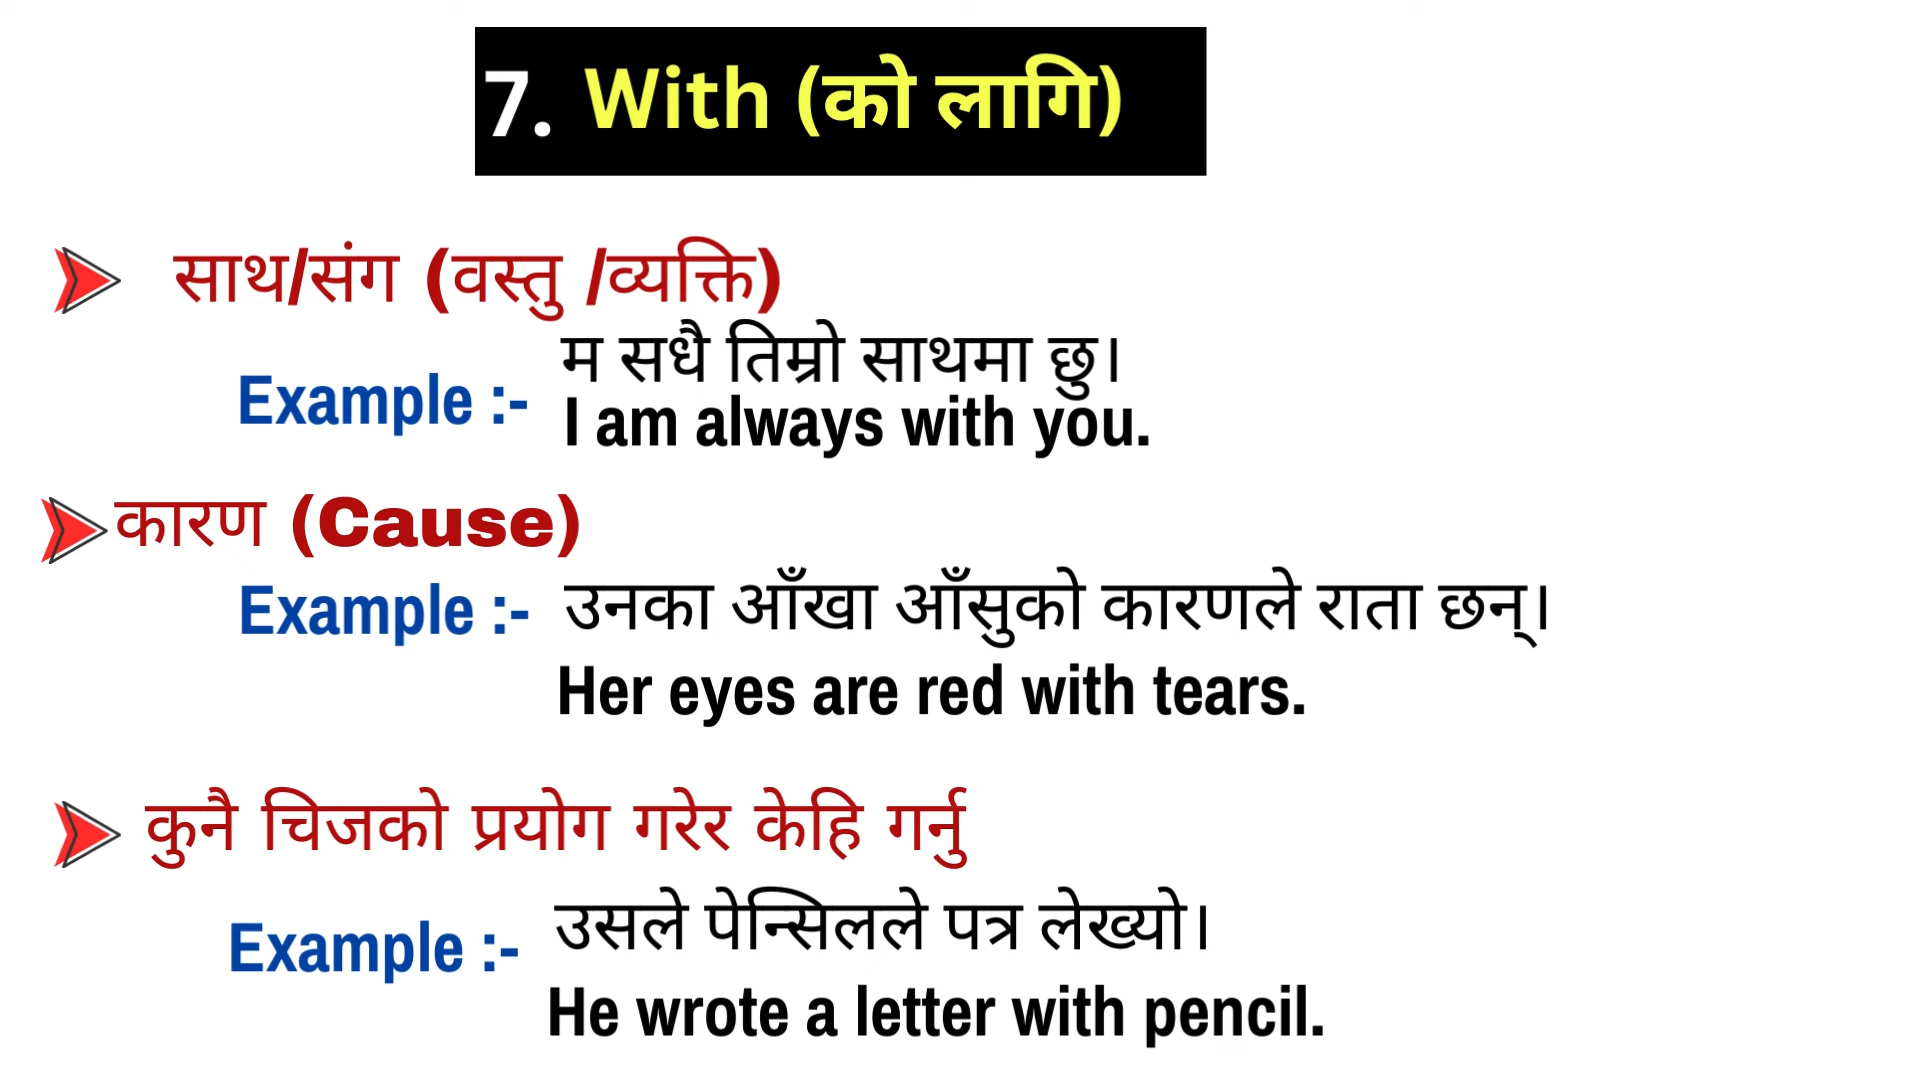 7. With (को लागि)
साथ/संग (वस्तु /व्यक्ति)
म सधै तिम्रो साथमा छु।
Example :-
I am always with you.
कारण (Cause)
Example :- उनका आँखा आँसुको कारणले राता छन्।
Her eyes are red with tears.
कुनै चिजको प्रयोग गरेर केहि गर्नु
Example :- उसले पेन्सिलले पत्र लेख्यो।
He wrote a letter with pencil.